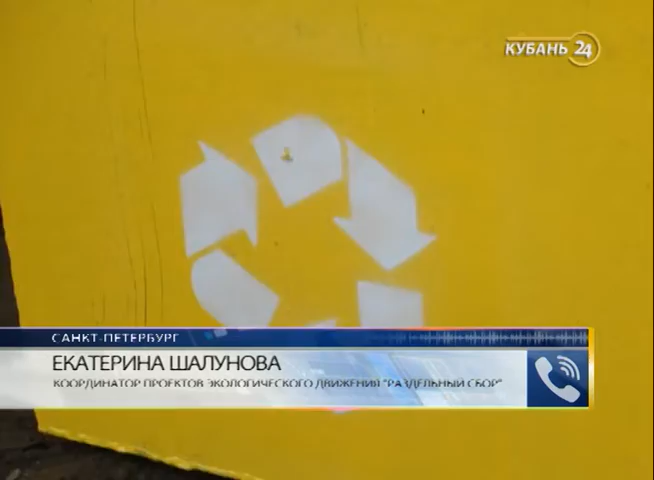 КУБАНЬ 24
САНКТ-ПЕТЕРБУРГ
ЕКАТЕРИНА ШАЛУНОВА
КООРДИНАТОР ПРОЕКТОВ ЭКОЛОГИЧЕСКОГО ДВИЖЕНИЯ "РАЗДЕЛЬНЫЙ СБОР"